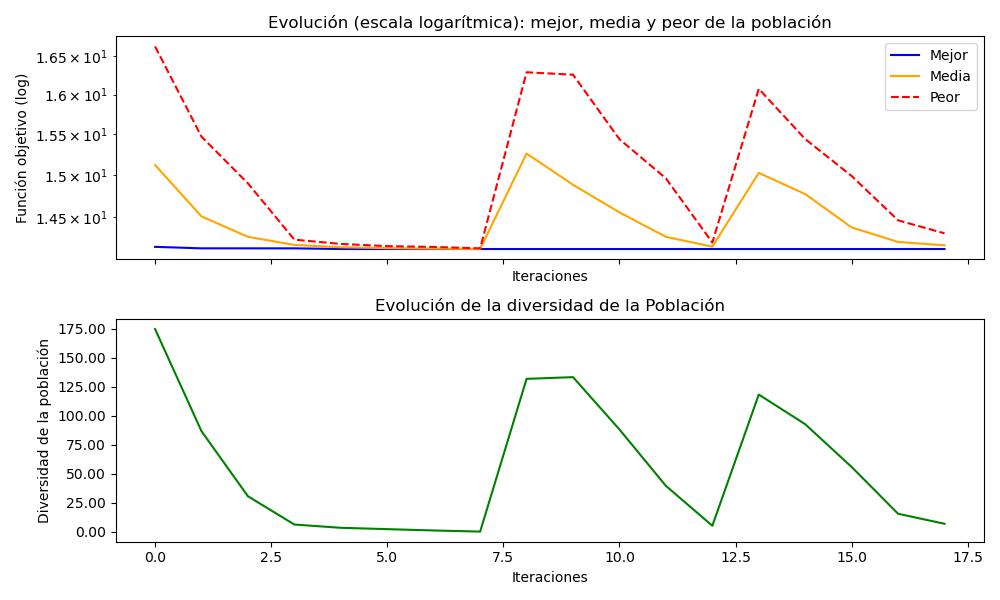 Evolución (escala logarítmica): mejor, media y peor de la población
Función objetivo (log)
1.65 × 10¹
1.6 × 10¹
1.55 × 10¹
1.5 × 10¹
1.45 × 10¹
Mejor
Media
Peor
Iteraciones
Evolución de la diversidad de la Población
Diversidad de la población
175.00
150.00
125.00
100.00
75.00
50.00
25.00
0.00
0.0 2.5 5.0 7.5 10.0 12.5 15.0 17.5
Iteraciones